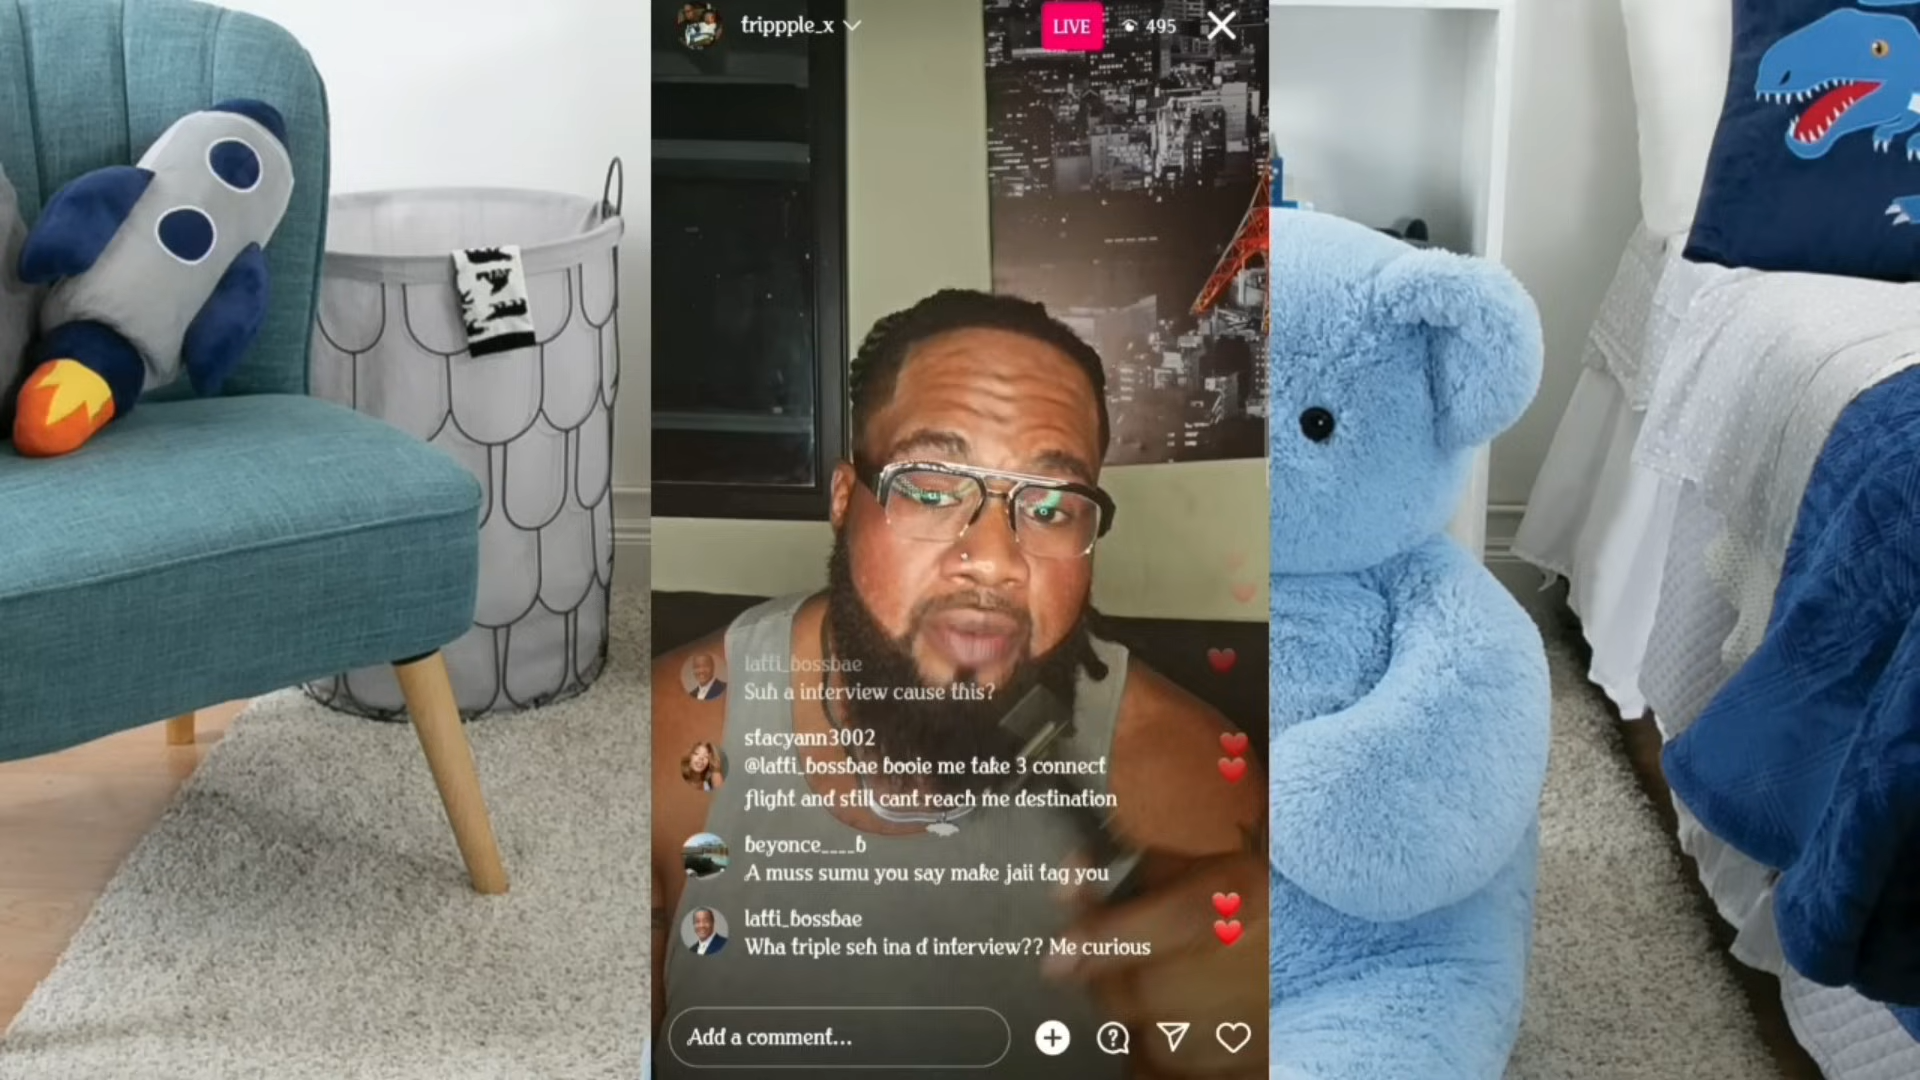 trippple_x
LIVE
495
latti_bossbae
Suh a interview cause this?
stacyann3002
@latti_bossbae booie me take 3 connect
flight and still cant reach me destination
beyonce____b
A muss sumu you say make jaii tag you
latti_bossbae
Wha triple seh ina d interview?? Me curious
Add a comment...